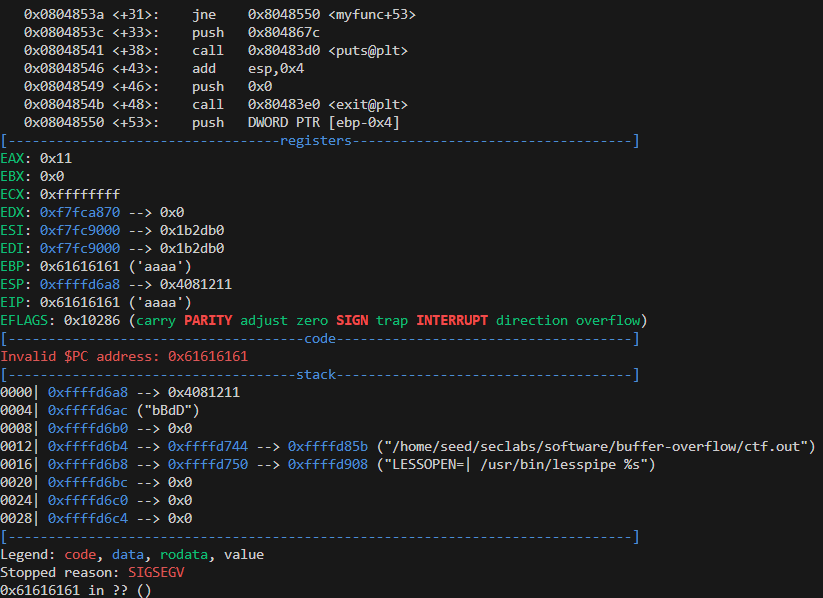 0x0804853a <+31>: jne 0x8048550 <myfunc+53>
0x0804853c <+33>: push 0x804867c
0x08048541 <+38>: call 0x80483d0 <puts@plt>
0x08048546 <+43>: add esp,0x4
0x08048549 <+46>: push 0x0
0x0804854b <+48>: call 0x80483e0 <exit@plt>
0x08048550 <+53>: push DWORD PTR [ebp-0x4]
[----------------------------------registers-----------------------------------]
EAX: 0x11
EBX: 0x0
ECX: 0xffffffff
EDX: 0xf7fca870 --> 0x0
ESI: 0xf7fc9000 --> 0x1b2db0
EDI: 0xf7fc9000 --> 0x1b2db0
EBP: 0x61616161 ('aaaa')
ESP: 0xffffd6a8 --> 0x4081211
EIP: 0x61616161 ('aaaa')
EFLAGS: 0x10286 (carry PARITY adjust zero SIGN trap INTERRUPT direction overflow)
[-------------------------------------code-------------------------------------]
Invalid $PC address: 0x61616161
[------------------------------------stack-------------------------------------]
0000| 0xffffd6a8 --> 0x4081211
0004| 0xffffd6ac ("bBdD")
0008| 0xffffd6b0 --> 0x0
0012| 0xffffd6b4 --> 0xffffd744 --> 0xffffd85b ("/home/seed/seclabs/software/buffer-overflow/ctf.out")
0016| 0xffffd6b8 --> 0xffffd750 --> 0xffffd908 ("LESSOPEN=| /usr/bin/lesspipe %s")
0020| 0xffffd6bc --> 0x0
0024| 0xffffd6c0 --> 0x0
0028| 0xffffd6c4 --> 0x0
[------------------------------------------------------------------------------]
Legend: code, data, rodata, value
Stopped reason: SIGSEGV
0x61616161 in ?? ()